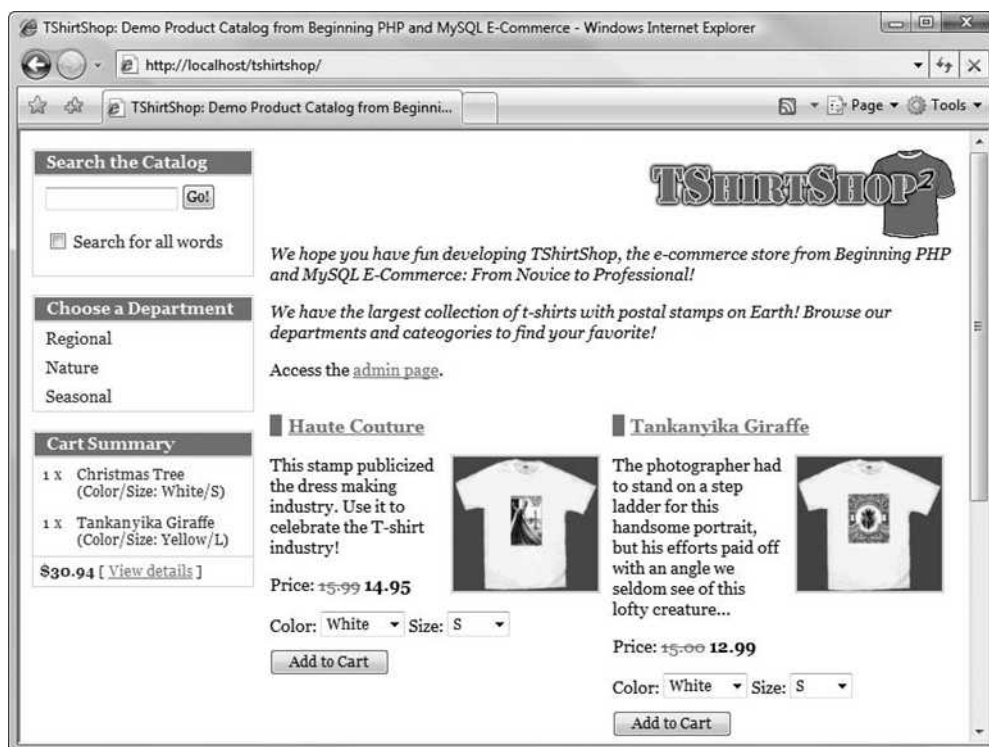 TShirtShop: Demo Product Catalog from Beginning PHP and MySQL E-Commerce - Windows Internet Explorer
http://localhost/tshirtshop/
TShirtShop: Demo Product Catalog from Beginni...
Page
Tools
Search the Catalog
Go!
Search for all words
Choose a Department
Regional
Nature
Seasonal
Cart Summary
1 x Christmas Tree
(Color/Size: White/S)
1 x Tankanyika Giraffe
(Color/Size: Yellow/L)
$30.94 [ View details ]
TShirtShop2
We hope you have fun developing TShirtShop, the e-commerce store from Beginning PHP
and MySQL E-Commerce: From Novice to Professional!
We have the largest collection of t-shirts with postal stamps on Earth! Browse our
departments and cateogories to find your favorite!
Access the admin page.
Haute Couture
This stamp publicized
the dress making
industry. Use it to
celebrate the T-shirt
industry!
Price: 15.99 14.95
Color: White Size: S
Add to Cart
Tankanyika Giraffe
The photographer had
to stand on a step
ladder for this
handsome portrait,
but his efforts paid off
with an angle we
seldom see of this
lofty creature...
Price: 15.00 12.99
Color: White Size: S
Add to Cart